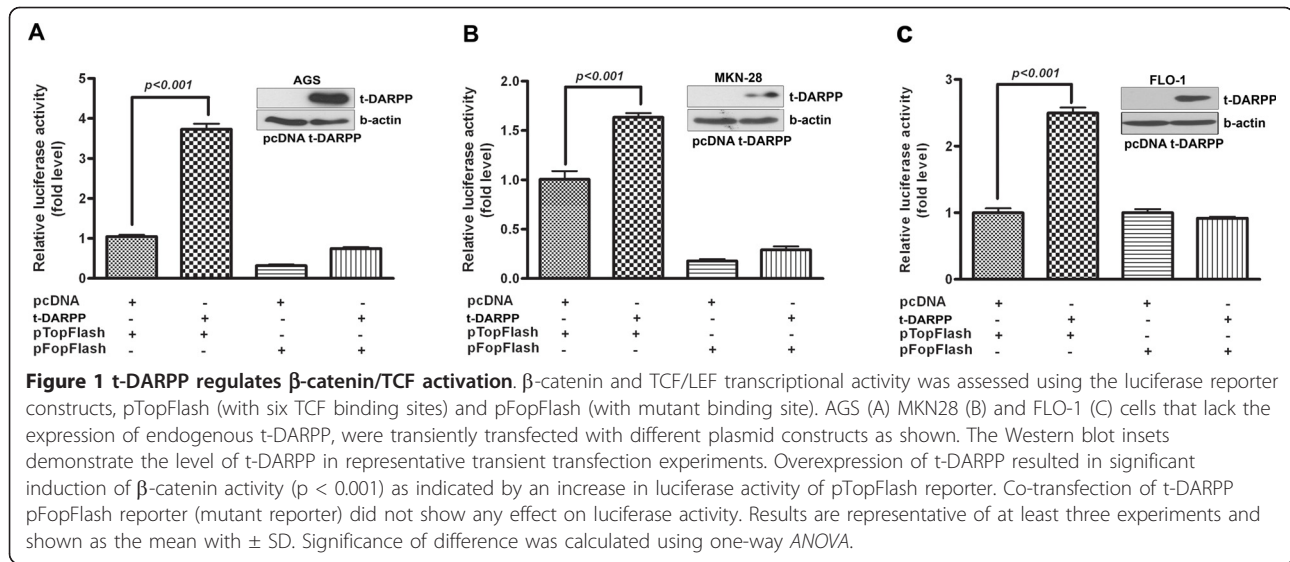 A
Relative luciferase activity
(fold level)
5
4
3
2
1
0
p<0.001
AGS
t-DARPP
b-actin
pcDNA t-DARPP
pcDNA + - + -
t-DARPP - + - +
pTopFlash + + - -
pFopFlash - - + +
B
Relative luciferase activity
(fold level)
2.0
1.5
1.0
0.5
0.0
p<0.001
MKN-28
t-DARPP
b-actin
pcDNA t-DARPP
pcDNA + - + -
t-DARPP - + - +
pTopFlash + + - -
pFopFlash - - + +
C
Relative luciferase activity
(fold level)
3
2
1
0
p<0.001
FLO-1
t-DARPP
b-actin
pcDNA t-DARPP
pcDNA + - + -
t-DARPP - + - +
pTopFlash + + - -
pFopFlash - - + +
Figure 1 t-DARPP regulates β-catenin/TCF activation. β-catenin and TCF/LEF transcriptional activity was assessed using the luciferase reporter
constructs, pTopFlash (with six TCF binding sites) and pFopFlash (with mutant binding site). AGS (A) MKN28 (B) and FLO-1 (C) cells that lack the
expression of endogenous t-DARPP, were transiently transfected with different plasmid constructs as shown. The Western blot insets
demonstrate the level of t-DARPP in representative transient transfection experiments. Overexpression of t-DARPP resulted in significant
induction of β-catenin activity (p < 0.001) as indicated by an increase in luciferase activity of pTopFlash reporter. Co-transfection of t-DARPP
pFopFlash reporter (mutant reporter) did not show any effect on luciferase activity. Results are representative of at least three experiments and
shown as the mean with ± SD. Significance of difference was calculated using one-way ANOVA.